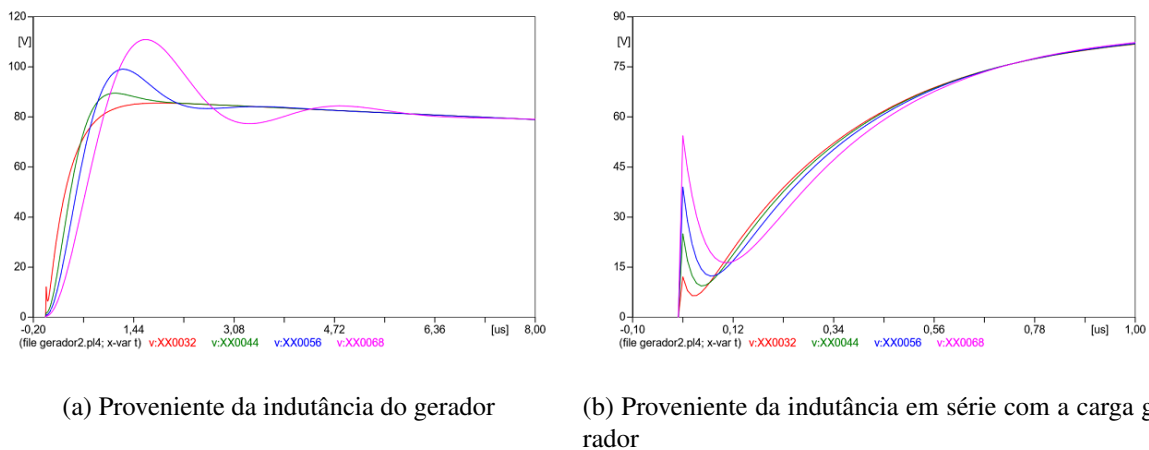 120
[V]
100
80
60
40
20
0
-0,20 1,44 3,08 4,72 6,36 [us] 8,00
(file gerador2.pl4; x-var t) v:XX0032 v:XX0044 v:XX0056 v:XX0068
(a) Proveniente da indutância do gerador
90
[V]
75
60
45
30
15
0
-0,10 0,12 0,34 0,56 0,78 [us] 1,00
(file gerador2.pl4; x-var t) v:XX0032 v:XX0044 v:XX0056 v:XX0068
(b) Proveniente da indutância em série com a carga g
rador